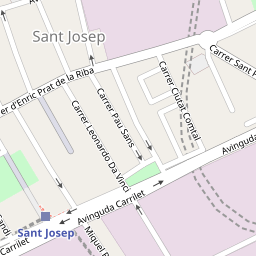 Sant Josep
Carrer Sant P
er d'Enric Prat de la Riba
Carrer Ciutat Comtal
Carrer Pau Sans
Carrer Leonardo Da Vinci
Avinguda
Avinguda Carrilet
Sant Josep
Carrilet
Miquel R